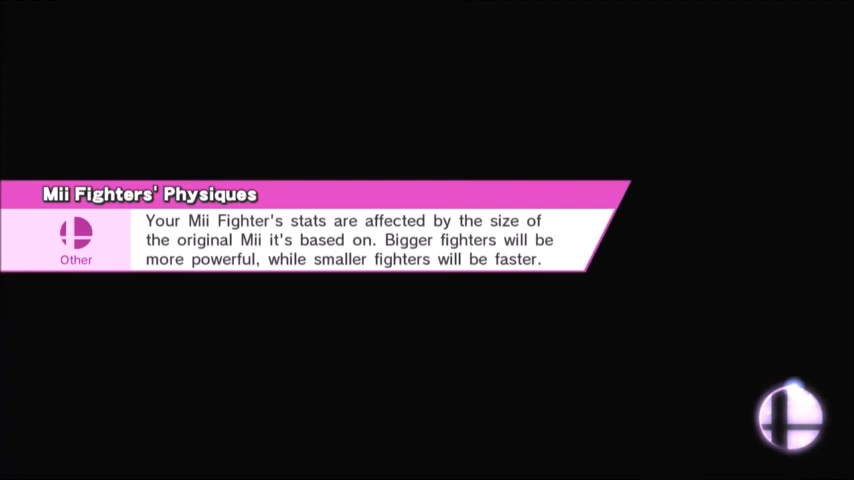 Mii Fighters' Physiques
Other
Your Mii Fighter's stats are affected by the size of
the original Mii it's based on. Bigger fighters will be
more powerful, while smaller fighters will be faster.